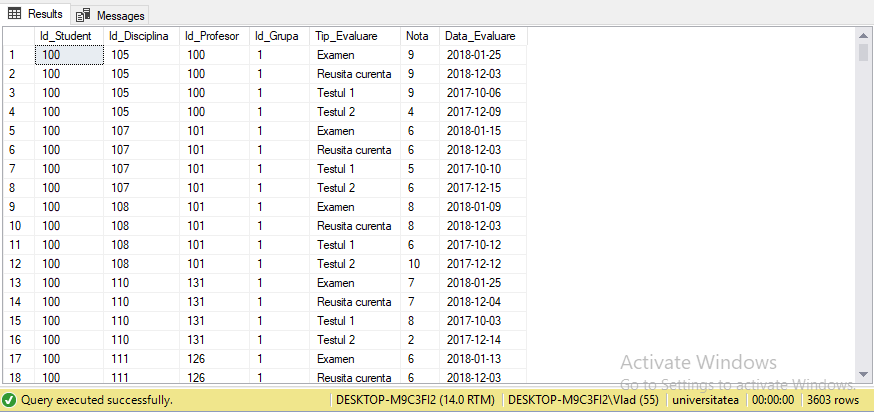 Results Messages
Id_Student Id_Disciplina Id_Profesor Id_Grupa Tip_Evaluare Nota Data_Evaluare
1 100 105 100 1 Examen 9 2018-01-25
2 100 105 100 1 Reusita curenta 9 2018-12-03
3 100 105 100 1 Testul 1 9 2017-10-06
4 100 105 100 1 Testul 2 4 2017-12-09
5 100 107 101 1 Examen 6 2018-01-15
6 100 107 101 1 Reusita curenta 6 2018-12-03
7 100 107 101 1 Testul 1 5 2017-10-10
8 100 107 101 1 Testul 2 6 2017-12-15
9 100 108 101 1 Examen 8 2018-01-09
10 100 108 101 1 Reusita curenta 8 2018-12-03
11 100 108 101 1 Testul 1 6 2017-10-12
12 100 108 101 1 Testul 2 10 2017-12-12
13 100 110 131 1 Examen 7 2018-01-25
14 100 110 131 1 Reusita curenta 7 2018-12-04
15 100 110 131 1 Testul 1 8 2017-10-03
16 100 110 131 1 Testul 2 2 2017-12-14
17 100 111 126 1 Examen 6 2018-01-13
18 100 111 126 1 Reusita curenta 6 2018-12-03
Activate Windows
Go to Settings to activate Windows.
Query executed successfully. DESKTOP-M9C3FI2 (14.0 RTM) DESKTOP-M9C3FI2\Vlad (55) universitatea 00:00:00 3603 rows